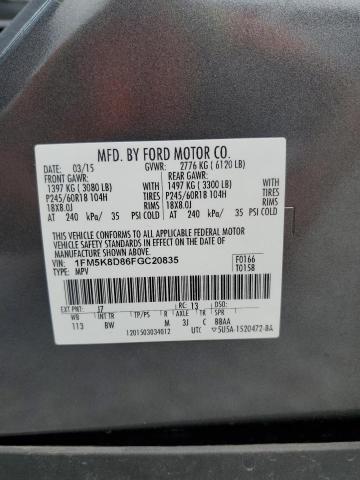 MFD. BY FORD MOTOR CO.
DATE: 03/15 GVWR: 2776 KG ( 6120 LB)
FRONT GAWR: REAR GAWR:
1397 KG ( 3080 LB) WITH 1497 KG ( 3300 LB) WITH
P245/60R18 104H TIRES P245/60R18 104H TIRES
18X8.0J RIMS 18X8.0J RIMS
AT 240 kPa/ 35 PSI COLD AT 240 kPa/ 35 PSI COLD
THIS VEHICLE CONFORMS TO ALL APPLICABLE FEDERAL MOTOR VEHICLE SAFETY AND THEFT PREVENTION STANDARDS IN EFFECT ON THE DATE OF
MANUFACTURE SHOWN ABOVE.
VIN: 1FM5K8D86FGC20835 F0166
TYPE: MPV T0158
EXT PNT: J7 RC: 13 DSO:
WB INT TR TP/PS R AXLE TR SPR
113 BW M 3J C BBAA
1201503034012 UTC 5U5A-1520472-BA